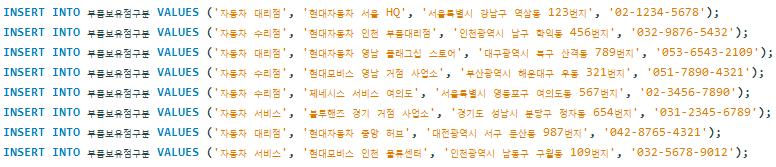 INSERT INTO 부품보유점구분 VALUES ('자동차 대리점', '현대자동차 서울 HQ', '서울특별시 강남구 역삼동 123번지', '02-1234-5678');
INSERT INTO 부품보유점구분 VALUES ('자동차 수리점', '현대자동차 인천 부품대리점', '인천광역시 남구 학익동 456번지', '032-9876-5432');
INSERT INTO 부품보유점구분 VALUES ('자동차 대리점', '현대자동차 영남 플래그십 스토어', '대구광역시 북구 산격동 789번지', '053-6543-2109');
INSERT INTO 부품보유점구분 VALUES ('자동차 수리점', '현대모비스 영남 거점 사업소', '부산광역시 해운대구 우동 321번지', '051-7890-4321');
INSERT INTO 부품보유점구분 VALUES ('자동차 수리점', '제네시스 서비스 여의도', '서울특별시 영등포구 여의도동 567번지', '02-3456-7890');
INSERT INTO 부품보유점구분 VALUES ('자동차 서비스', '블루핸즈 경기 거점 사업소', '경기도 성남시 분당구 정자동 654번지', '031-2345-6789');
INSERT INTO 부품보유점구분 VALUES ('자동차 대리점', '현대자동차 중앙 허브', '대전광역시 서구 둔산동 987번지', '042-8765-4321');
INSERT INTO 부품보유점구분 VALUES ('자동차 서비스', '현대모비스 인천 물류센터', '인천광역시 남동구 구월동 109번지', '032-5678-9012');